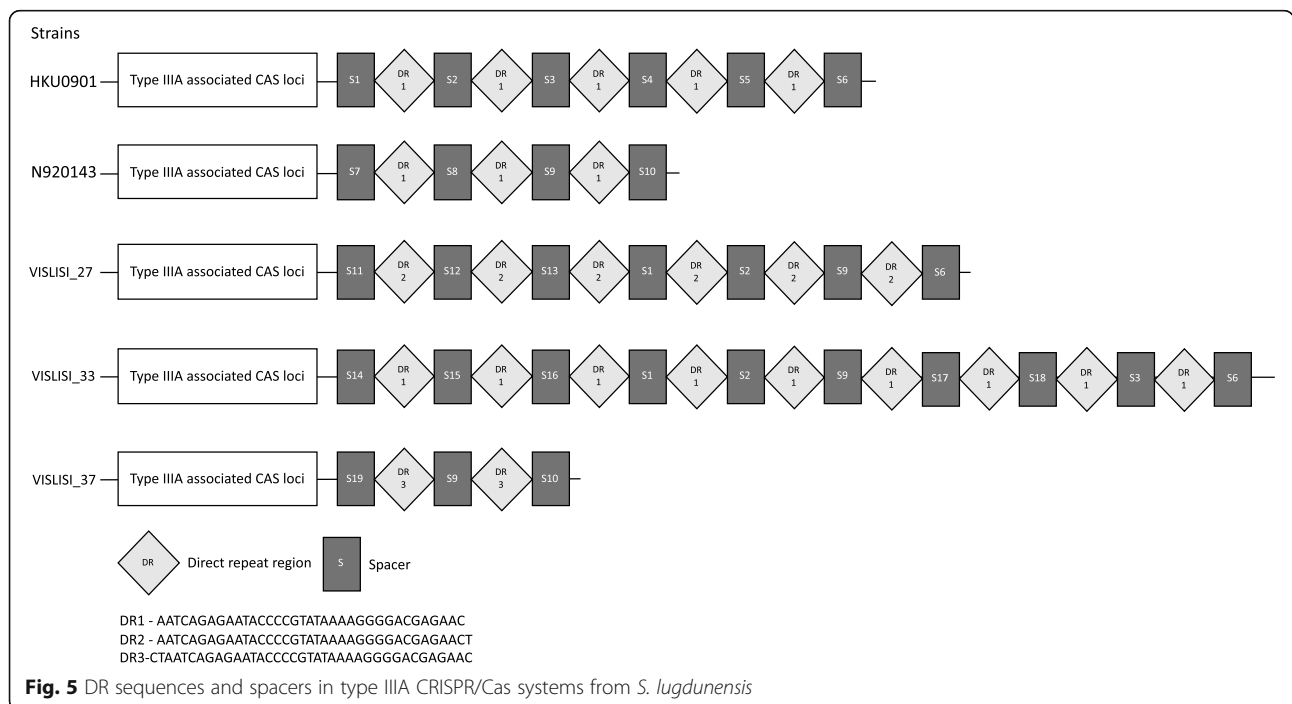 Strains
HKU0901 Type IIIA associated CAS loci S1 DR 1 S2 DR 1 S3 DR 1 S4 DR 1 S5 DR 1 S6
N920143 Type IIIA associated CAS loci S7 DR 1 S8 DR 1 S9 DR 1 S10
VISLISI_27 Type IIIA associated CAS loci S11 DR 2 S12 DR 2 S13 DR 2 S1 DR 2 S2 DR 2 S9 DR 2 S6
VISLISI_33 Type IIIA associated CAS loci S14 DR 1 S15 DR 1 S16 DR 1 S1 DR 1 S2 DR 1 S9 DR 1 S17 DR 1 S18 DR 1 S3 DR 1 S6
VISLISI_37 Type IIIA associated CAS loci S19 DR 3 S9 DR 3 S10
DR Direct repeat region S Spacer
DR1 - AATCAGAGAATACCCCGTATAAAAGGGGACGAGAAC
DR2 - AATCAGAGAATACCCCGTATAAAAGGGGACGAGAACT
DR3-CTAATCAGAGAATACCCCGTATAAAAGGGGACGAGAAC
Fig. 5 DR sequences and spacers in type IIIA CRISPR/Cas systems from S. lugdunensis